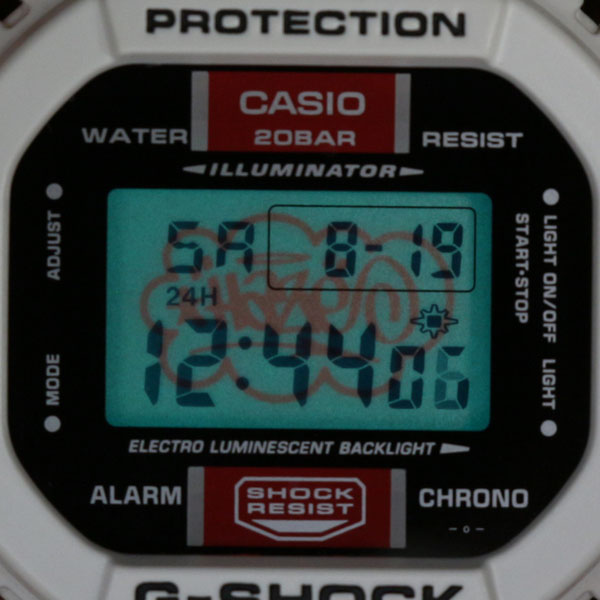 PROTECTION
CASIO
WATER 20BAR RESIST
ILLUMINATOR
ADJUST
LIGHT ON/OFF
START•STOP
SA 8-19
24H
12:44 06
MODE
LIGHT
ELECTRO LUMINESCENT BACKLIGHT
ALARM SHOCK RESIST CHRONO
G-SHOCK